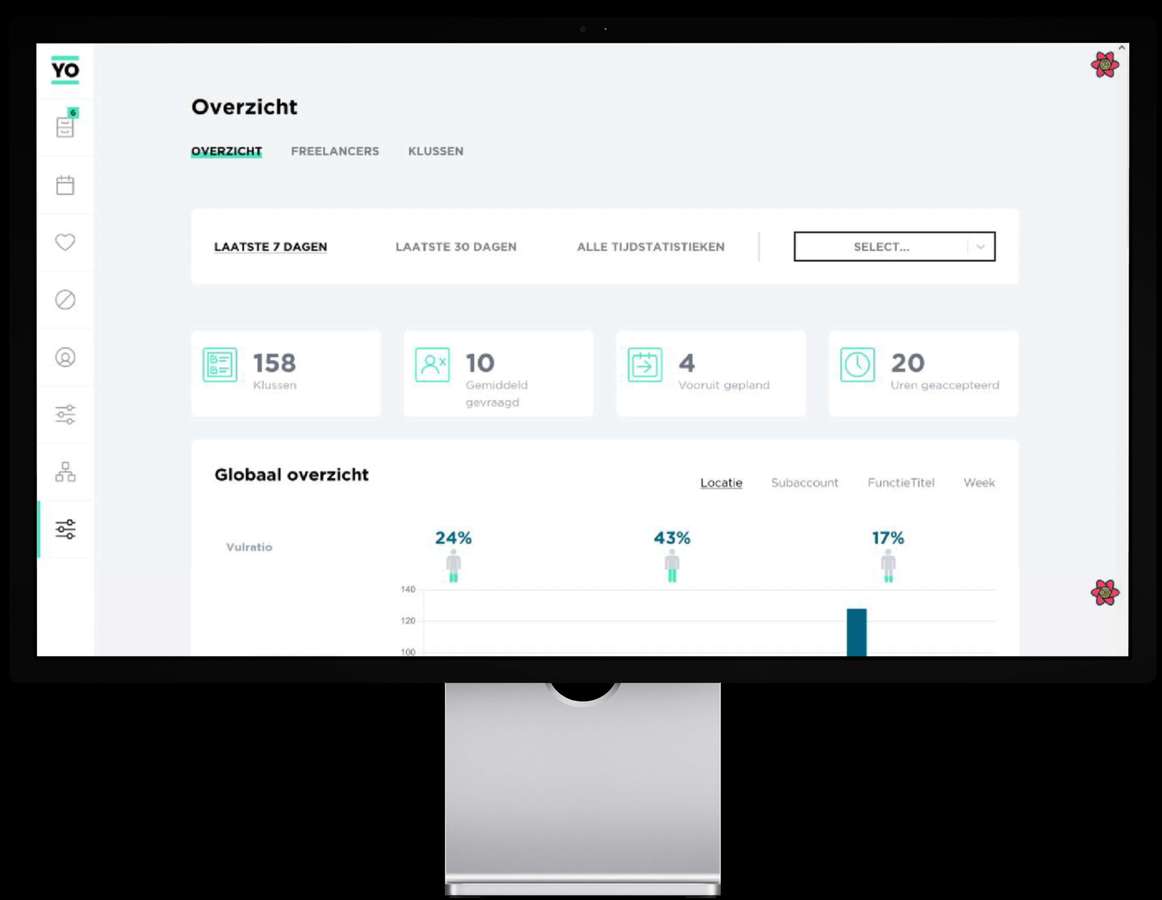 YO
6
Overzicht
OVERZICHT FREELANCERS KLUSSEN
LAATSTE 7 DAGEN LAATSTE 30 DAGEN ALLE TIJDSTATISTIEKEN SELECT...
158
Klussen
10
Gemiddeld
gevraagd
4
Vooruit gepland
20
Uren geaccepteerd
Globaal overzicht
Locatie Subaccount FunctieTitel Week
Vulratio
24% 43% 17%
140
120
100